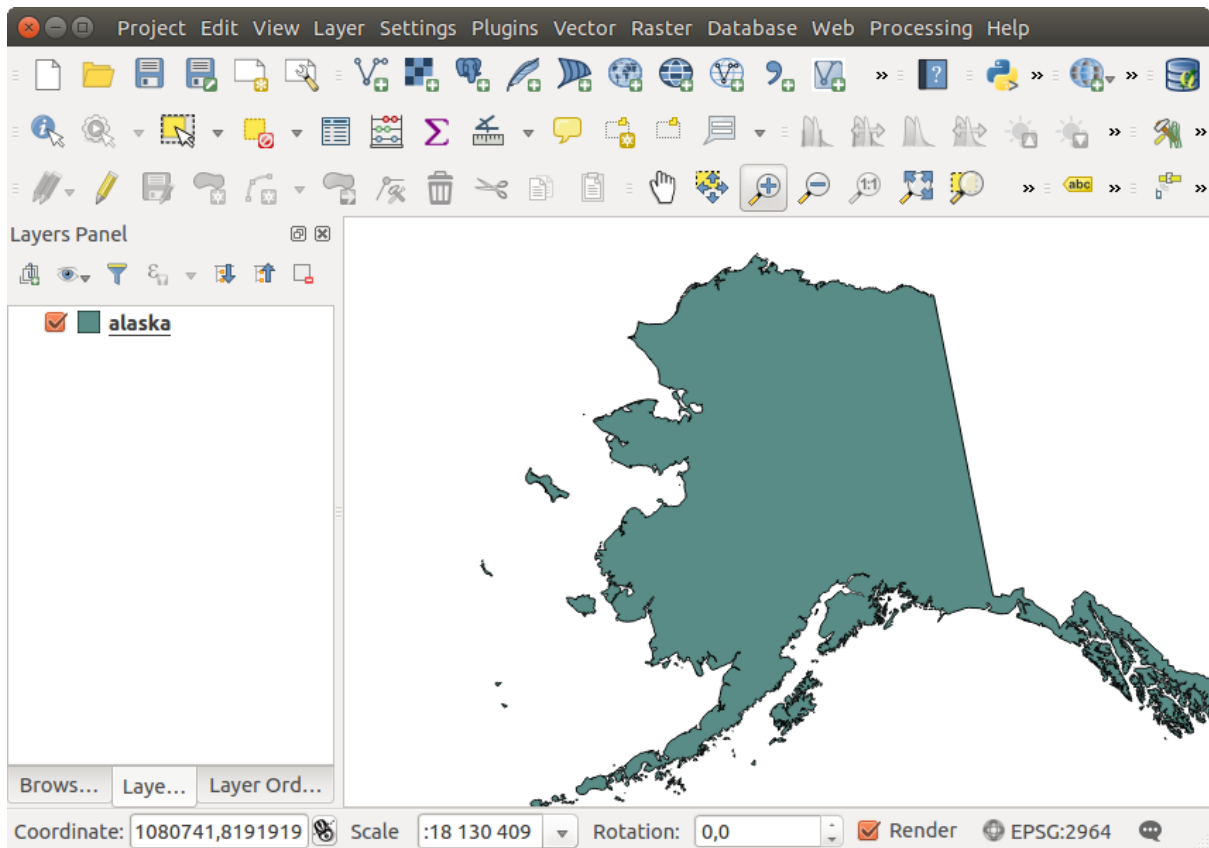 Project Edit View Layer Settings Plugins Vector Raster Database Web Processing Help
?
abc
1:1
Layers Panel
alaska
Brows... Laye... Layer Ord...
Coordinate: 1080741,8191919 Scale :18 130 409 Rotation: 0,0 Render EPSG:2964